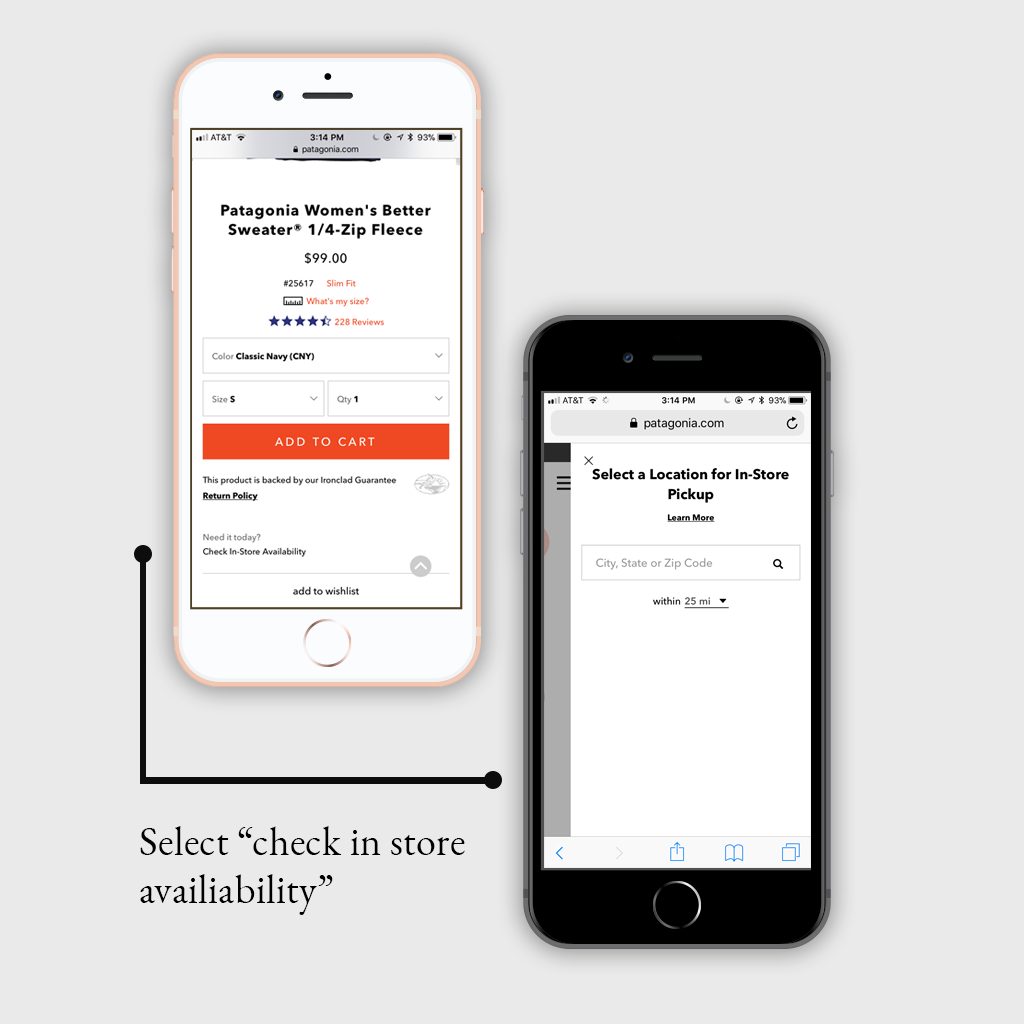 AT&T 3:14 PM 93%
patagonia.com
Patagonia Women's Better
Sweater® 1/4-Zip Fleece
$99.00
#25617 Slim Fit
What's my size?
228 Reviews
Color Classic Navy (CNY)
Size S Qty 1
ADD TO CART
This product is backed by our Ironclad Guarantee
Return Policy
Need it today?
Check In-Store Availability
add to wishlist
AT&T 3:14 PM 93%
patagonia.com
Select a Location for In-Store
Pickup
Learn More
City, State or Zip Code
within 25 mi
Select “check in store
availiability”